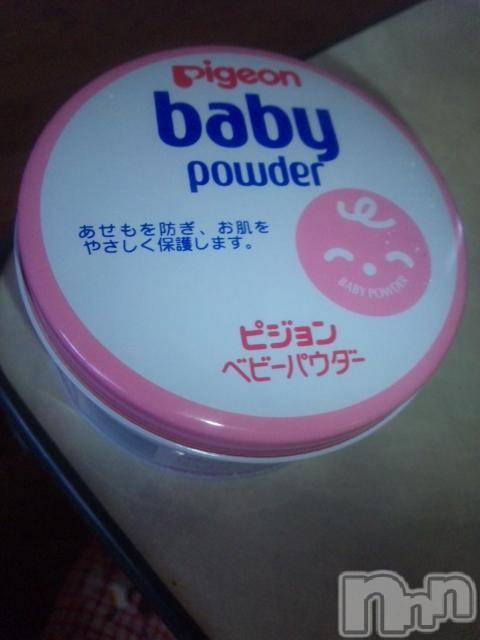 Pigeon
baby
powder
あせもを防ぎ、お肌を
やさしく保護します。
BABY POWDER
ピジョン
ベビーパウダー
nnn